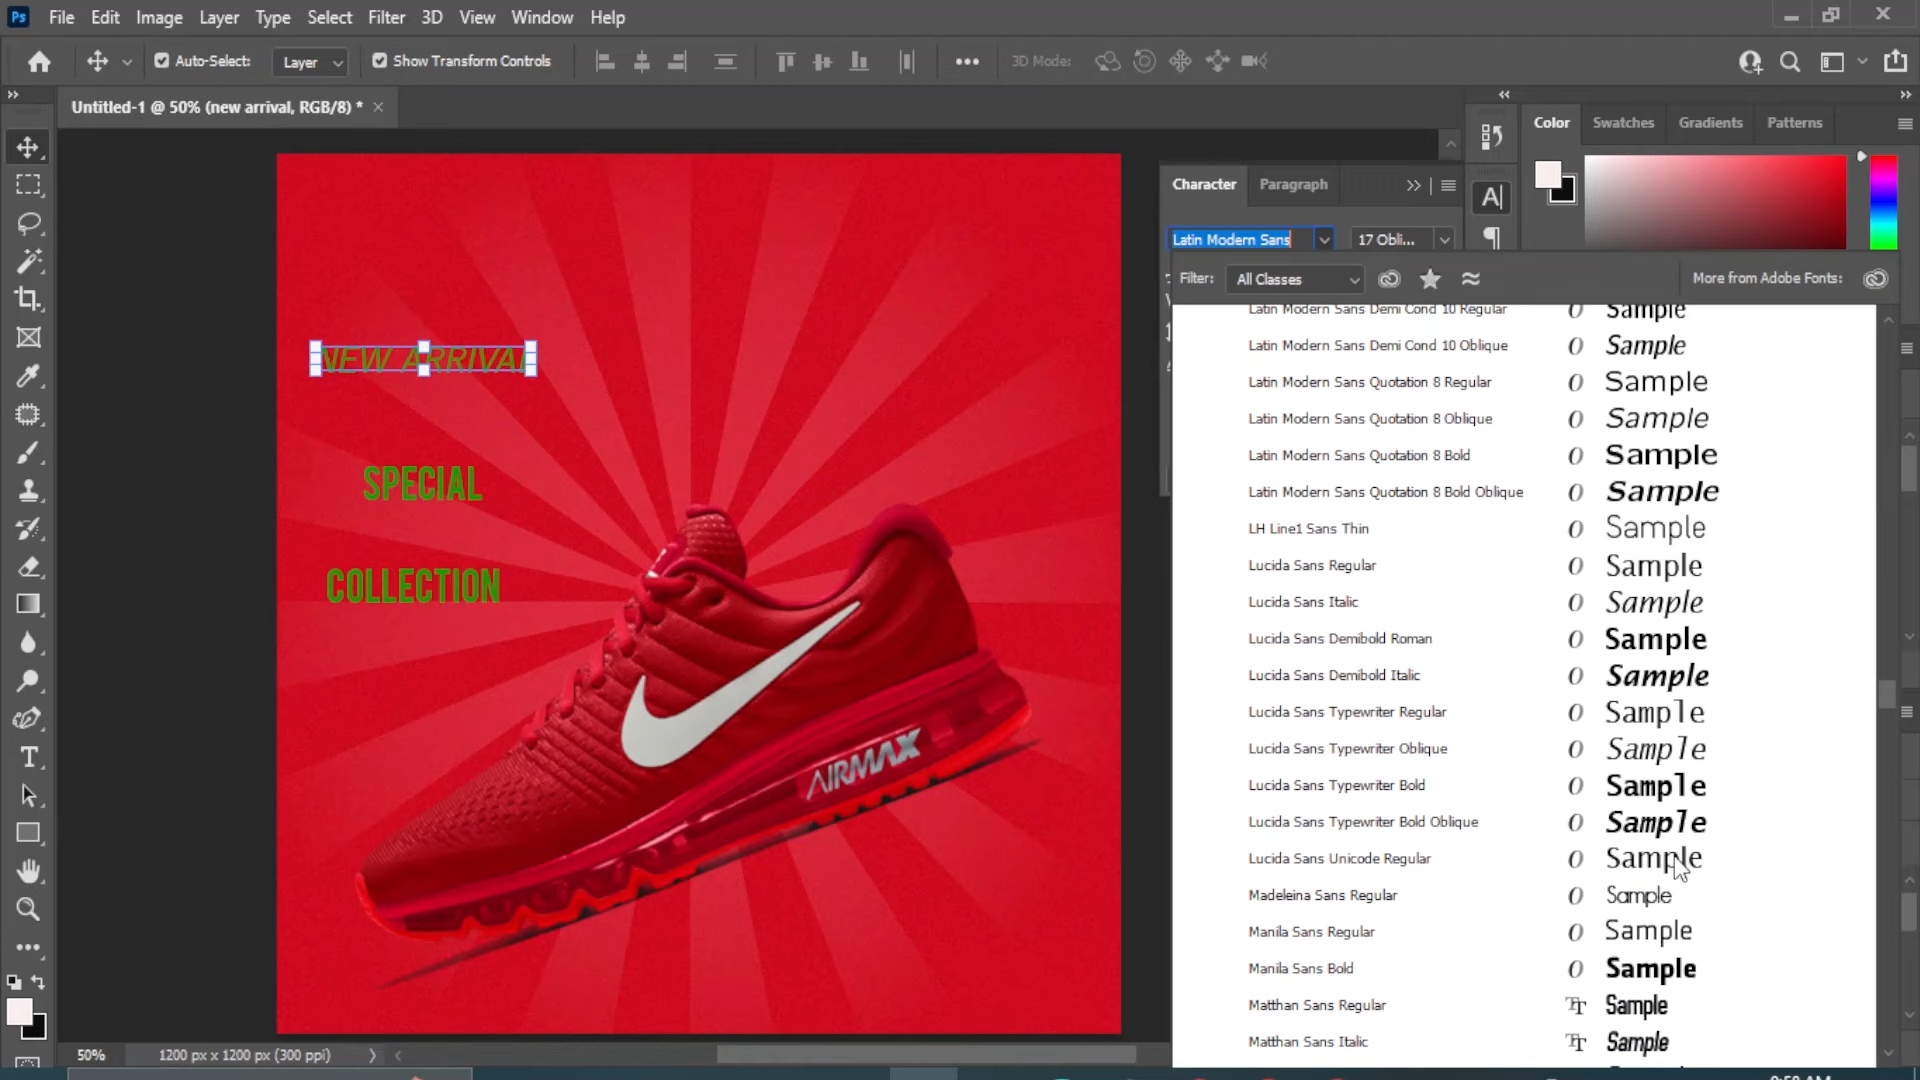 Ps File Edit Image Layer Type Select Filter 3D View Window Help
Auto-Select: Layer Show Transform Controls 3D Mode:
Untitled-1 @ 50% (new arrival, RGB/8) *
Color Swatches Gradients Patterns
Character Paragraph
Latin Modern Sans 17 Obli...
Filter: All Classes More from Adobe Fonts:
Latin Modern Sans Demi Cond 10 Regular Sample
Latin Modern Sans Demi Cond 10 Oblique Sample
Latin Modern Sans Quotation 8 Regular Sample
Latin Modern Sans Quotation 8 Oblique Sample
Latin Modern Sans Quotation 8 Bold Sample
Latin Modern Sans Quotation 8 Bold Oblique Sample
LH Line1 Sans Thin Sample
Lucida Sans Regular Sample
Lucida Sans Italic Sample
Lucida Sans Demibold Roman Sample
Lucida Sans Demibold Italic Sample
Lucida Sans Typewriter Regular Sample
Lucida Sans Typewriter Oblique Sample
Lucida Sans Typewriter Bold Sample
Lucida Sans Typewriter Bold Oblique Sample
Lucida Sans Unicode Regular Sample
Madeleina Sans Regular Sample
Manila Sans Regular Sample
Manila Sans Bold Sample
Matthan Sans Regular Sample
Matthan Sans Italic Sample
NEW ARRIVAL
SPECIAL
COLLECTION
AIRMAX
50% 1200 px x 1200 px (300 ppi)